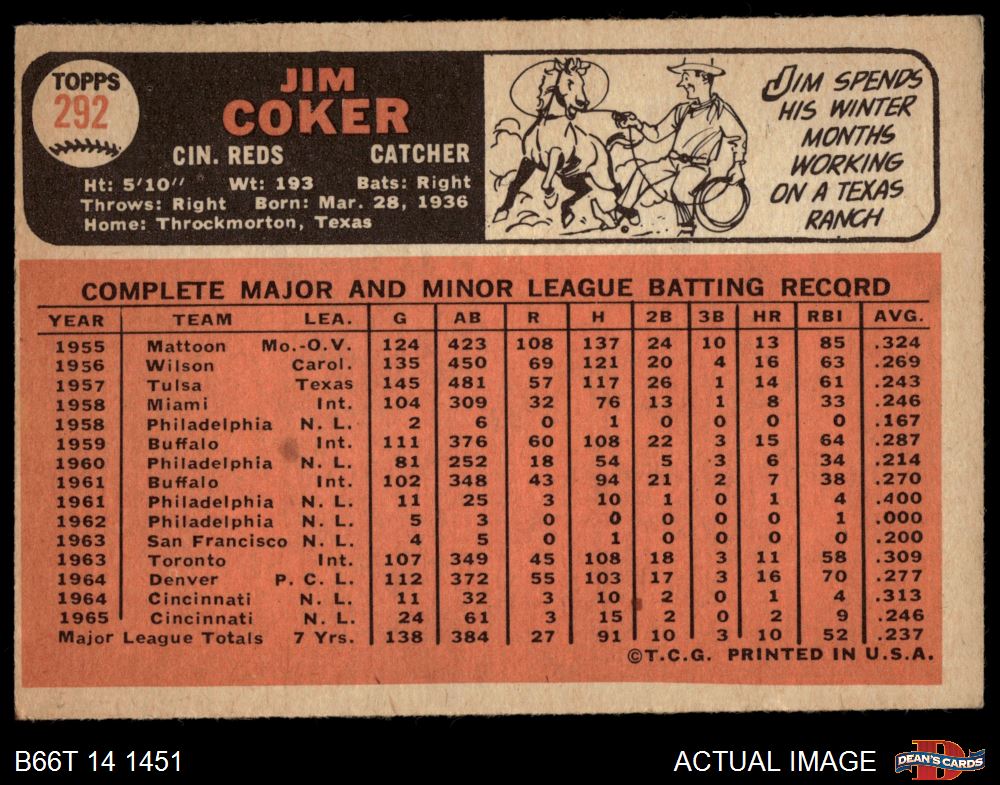 TOPPS
292
JIM
COKER
CIN. REDS CATCHER
Ht: 5'10" Wt: 193 Bats: Right
Throws: Right Born: Mar. 28, 1936
Home: Throckmorton, Texas
JIM SPENDS
HIS WINTER
MONTHS
WORKING
ON A TEXAS
RANCH
COMPLETE MAJOR AND MINOR LEAGUE BATTING RECORD
YEAR TEAM LEA. G AB R H 2B 3B HR RBI AVG.
1955 Mattoon Mo.-O.V. 124 423 108 137 24 10 13 85 .324
1956 Wilson Carol. 135 450 69 121 20 4 16 63 .269
1957 Tulsa Texas 145 481 57 117 26 1 14 61 .243
1958 Miami Int. 104 309 32 76 13 1 8 33 .246
1958 Philadelphia N. L. 2 6 0 1 0 0 0 0 .167
1959 Buffalo Int. 111 376 60 108 22 3 15 64 .287
1960 Philadelphia N. L. 81 252 18 54 5 3 6 34 .214
1961 Buffalo Int. 102 348 43 94 21 2 7 38 .270
1961 Philadelphia N. L. 11 25 3 10 1 0 1 4 .400
1962 Philadelphia N. L. 5 3 0 0 0 0 0 1 .000
1963 San Francisco N. L. 4 5 0 1 0 0 0 0 .200
1963 Toronto Int. 107 349 45 108 18 3 11 58 .309
1964 Denver P. C. L. 112 372 55 103 17 3 16 70 .277
1964 Cincinnati N. L. 11 32 3 10 2 0 1 4 .313
1965 Cincinnati N. L. 24 61 3 15 2 0 2 9 .246
Major League Totals 7 Yrs. 138 384 27 91 10 3 10 52 .237
©T.C.G. PRINTED IN U.S.A.
B66T 14 1451 ACTUAL IMAGE
D
DEAN'S CARDS